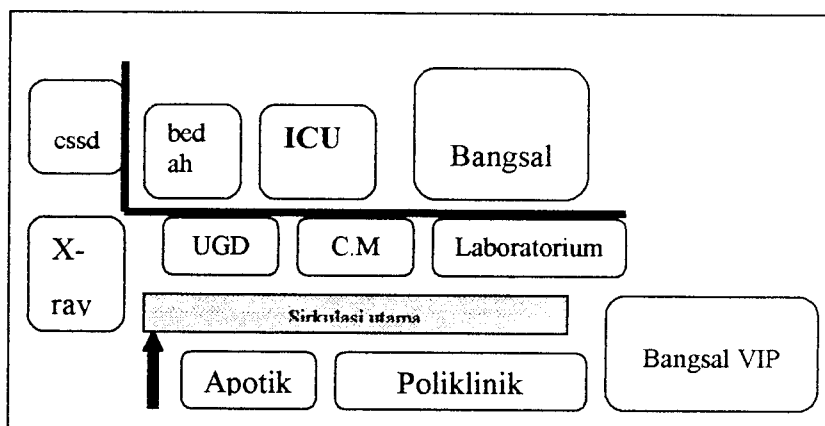 cssd
bed
ah
ICU
Bangsal
X-
ray
UGD
C.M
Laboratorium
Sirkulasi utama
Bangsal VIP
Apotik
Poliklinik